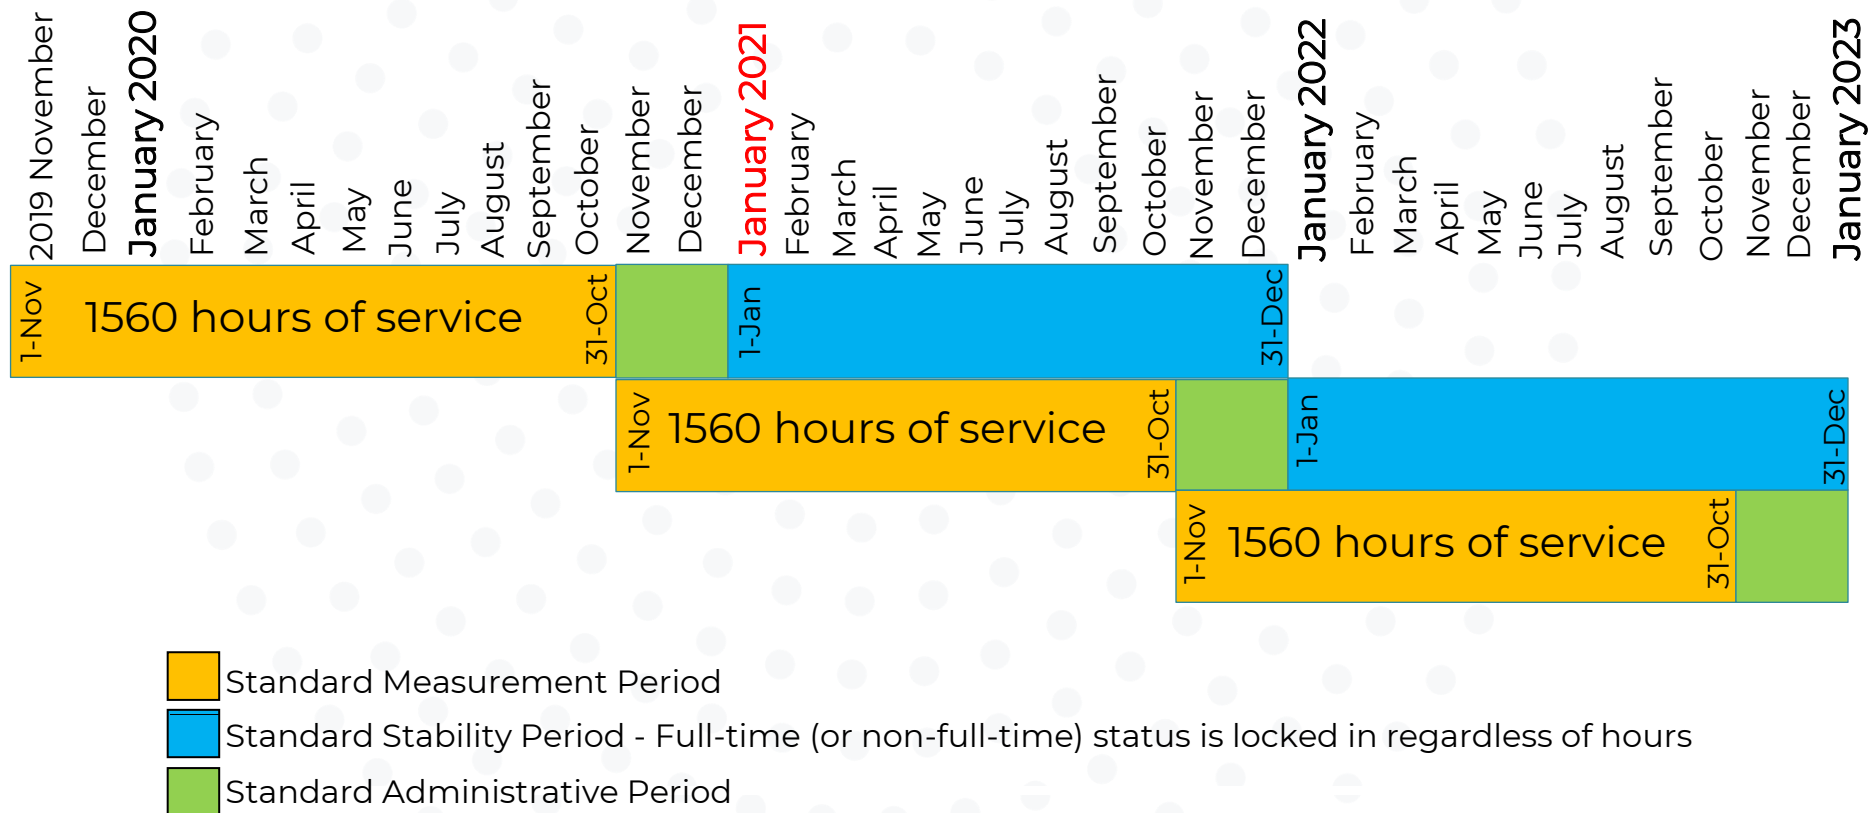 2019 November
December
January 2020
February
March
April
May
June
July
August
September
October
November
December
January 2021
February
March
April
May
June
July
August
September
October
November
December
January 2022
February
March
April
May
June
July
August
September
October
November
December
January 2023
1-Nov
1560 hours of service
31-Oct
1-Jan
31-Dec
1-Nov
1560 hours of service
31-Oct
1-Jan
31-Dec
1-Nov
1560 hours of service
31-Oct
Standard Measurement Period
Standard Stability Period - Full-time (or non-full-time) status is locked in regardless of hours
Standard Administrative Period